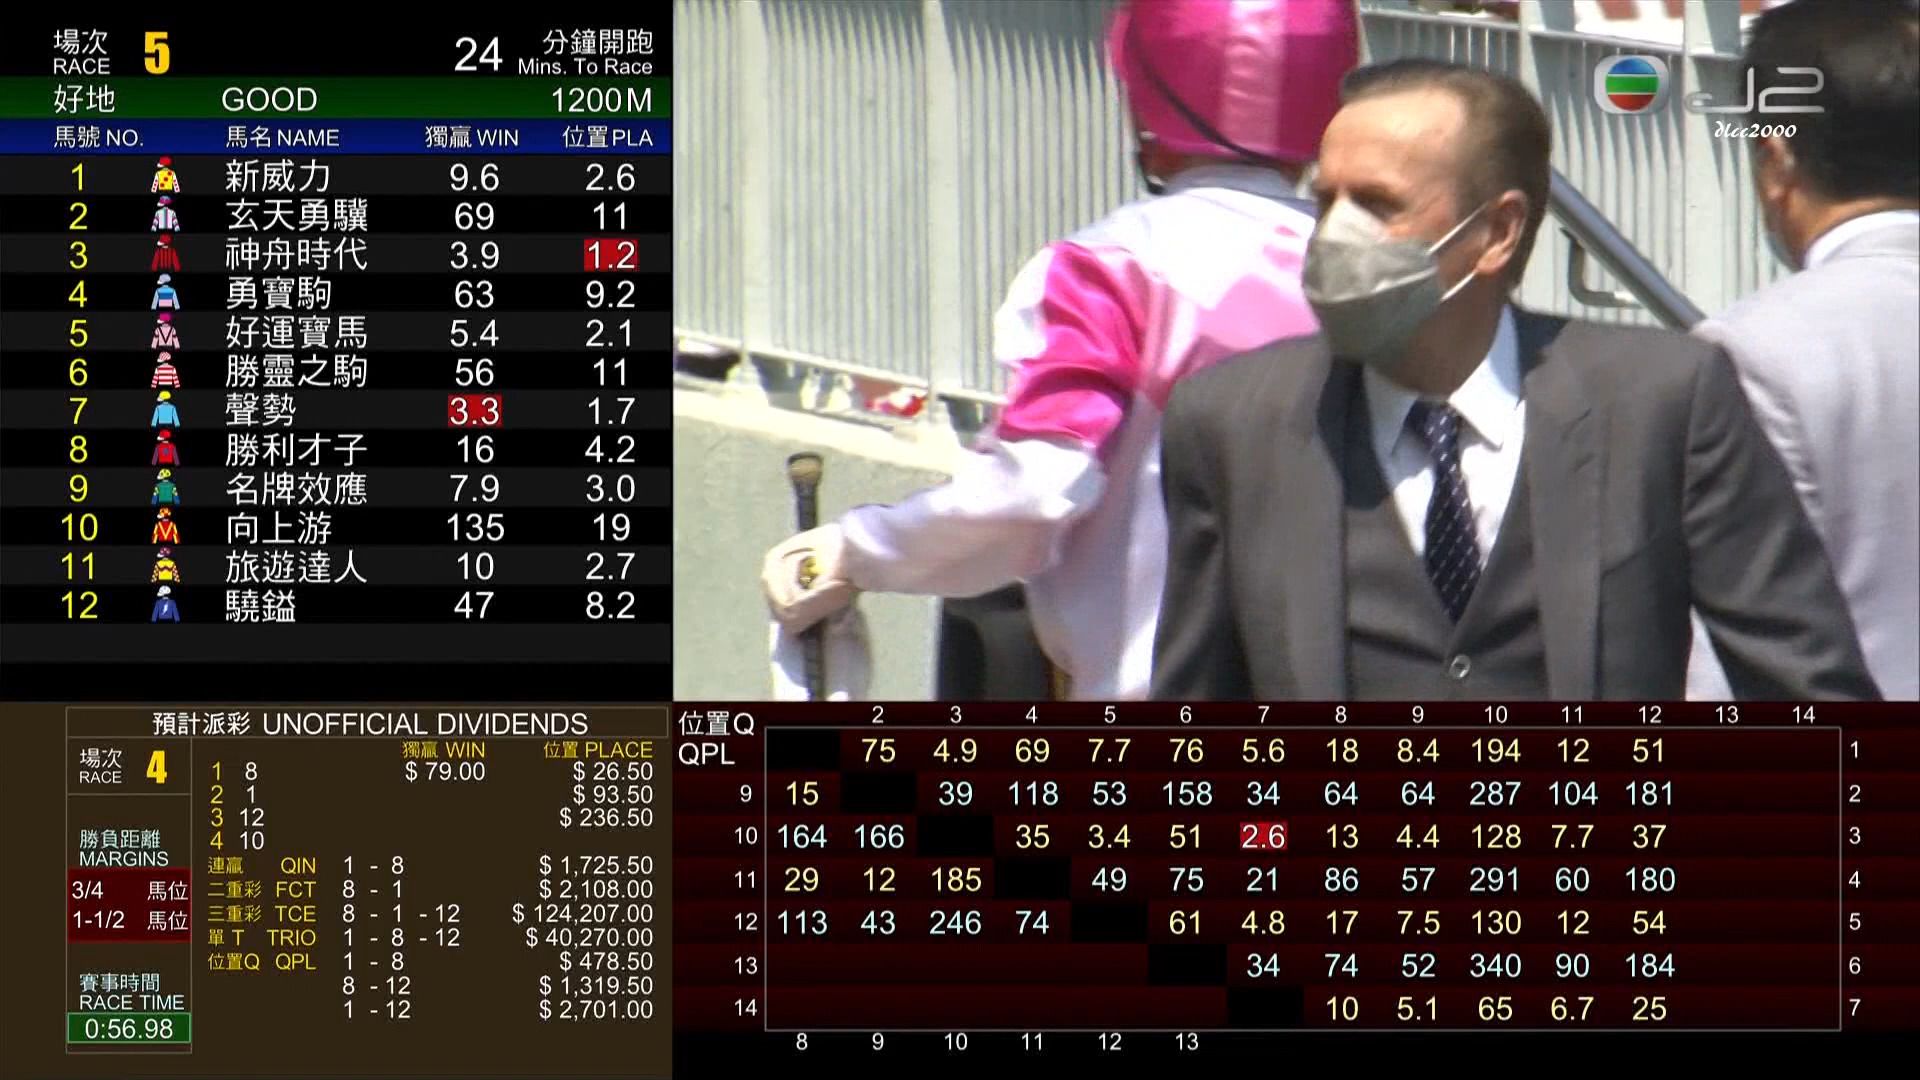 場次 5 24 分鐘開跑
RACE Mins. To Race
好地 GOOD 1200M
馬號 NO. 馬名 NAME 獨贏 WIN 位置 PLA
1 新威力 9.6 2.6
2 玄天勇驥 69 11
3 神舟時代 3.9 1.2
4 勇寶駒 63 9.2
5 好運寶馬 5.4 2.1
6 勝靈之駒 56 11
7 聲勢 3.3 1.7
8 勝利才子 16 4.2
9 名牌效應 7.9 3.0
10 向上游 135 19
11 旅遊達人 10 2.7
12 驍鎰 47 8.2
J2
dlcc2000
預計派彩 UNOFFICIAL DIVIDENDS
場次
RACE 4
獨贏 WIN 位置 PLACE
1 8 $ 79.00 $ 26.50
2 1 $ 93.50
3 12 $ 236.50
4 10
勝負距離
MARGINS
3/4 馬位
1-1/2 馬位
賽事時間
RACE TIME
0:56.98
連贏 QIN 1 - 8 $ 1,725.50
二重彩 FCT 8 - 1 $ 2,108.00
三重彩 TCE 8 - 1 - 12 $ 124,207.00
單T TRIO 1 - 8 - 12 $ 40,270.00
位置Q QPL 1 - 8 $ 478.50
8 - 12 $ 1,319.50
1 - 12 $ 2,701.00
位置Q 2 3 4 5 6 7 8 9 10 11 12 13 14
QPL 75 4.9 69 7.7 76 5.6 18 8.4 194 12 51 1
9 15 39 118 53 158 34 64 64 287 104 181 2
10 164 166 35 3.4 51 2.6 13 4.4 128 7.7 37 3
11 29 12 185 49 75 21 86 57 291 60 180 4
12 113 43 246 74 61 4.8 17 7.5 130 12 54 5
13 34 74 52 340 90 184 6
14 10 5.1 65 6.7 25 7
8 9 10 11 12 13